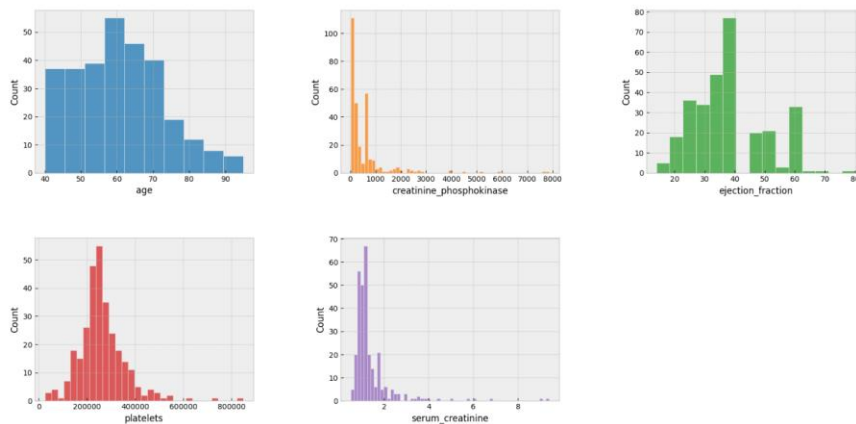 50
40
30
20
10
0
Count
40 50 60 70 80 90
age
100
80
60
40
20
0
Count
0 1000 2000 3000 4000 5000 6000 7000 8000
creatinine_phosphokinase
80
70
60
50
40
30
20
10
0
Count
20 30 40 50 60 70 80
ejection_fraction
50
40
30
20
10
0
Count
0 200000 400000 600000 800000
platelets
70
60
50
40
30
20
10
0
Count
2 4 6 8
serum_creatinine